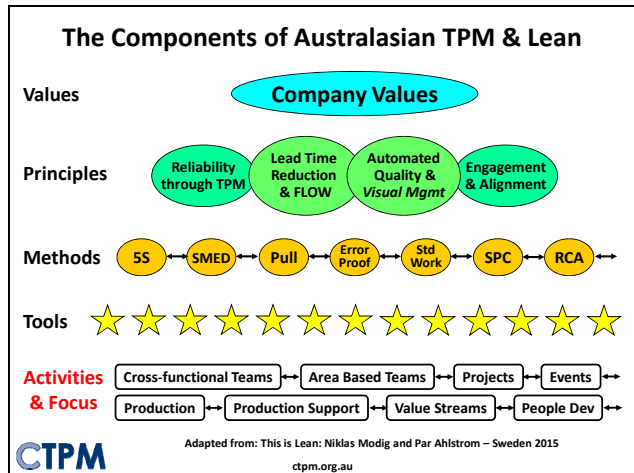 The Components of Australasian TPM & Lean
Values
Company Values
Principles
Reliability
through TPM
Lead Time
Reduction
& FLOW
Automated
Quality &
Visual Mgmt
Engagement
& Alignment
Methods
5S
SMED
Pull
Error
Proof
Std
Work
SPC
RCA
Tools
Activities
& Focus
Cross-functional Teams
Area Based Teams
Projects
Events
Production
Production Support
Value Streams
People Dev
CTPM
Adapted from: This is Lean: Niklas Modig and Par Ahlstrom – Sweden 2015
ctpm.org.au